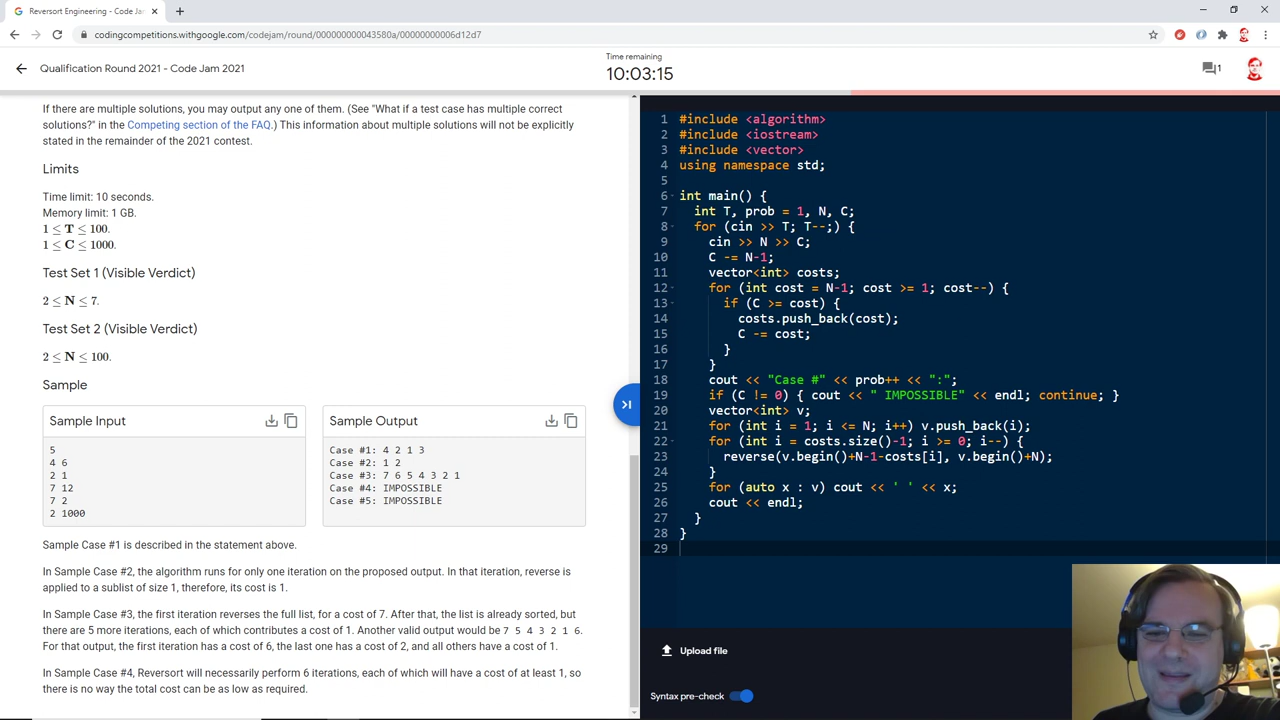 Reversort Engineering - Code Ja
codingcompetitions.withgoogle.com/codejam/round/000000000043580a/00000000006d12d7
Qualification Round 2021 - Code Jam 2021
Time remaining
10:03:15
1
If there are multiple solutions, you may output any one of them. (See "What if a test case has multiple correct
solutions?" in the Competing section of the FAQ.) This information about multiple solutions will not be explicitly
stated in the remainder of the 2021 contest.
Limits
Time limit: 10 seconds.
Memory limit: 1 GB.
1 ≤ T ≤ 100.
1 ≤ C ≤ 1000.
Test Set 1 (Visible Verdict)
2 ≤ N ≤ 7.
Test Set 2 (Visible Verdict)
2 ≤ N ≤ 100.
Sample
Sample Input
5
4 6
2 1
7 12
7 2
2 1000
Sample Output
Case #1: 4 2 1 3
Case #2: 1 2
Case #3: 7 6 5 4 3 2 1
Case #4: IMPOSSIBLE
Case #5: IMPOSSIBLE
Sample Case #1 is described in the statement above.
In Sample Case #2, the algorithm runs for only one iteration on the proposed output. In that iteration, reverse is
applied to a sublist of size 1, therefore, its cost is 1.
In Sample Case #3, the first iteration reverses the full list, for a cost of 7. After that, the list is already sorted, but
there are 5 more iterations, each of which contributes a cost of 1. Another valid output would be 7 5 4 3 2 1 6.
For that output, the first iteration has a cost of 6, the last one has a cost of 2, and all others have a cost of 1.
In Sample Case #4, Reversort will necessarily perform 6 iterations, each of which will have a cost of at least 1, so
there is no way the total cost can be as low as required.
1 #include <algorithm>
2 #include <iostream>
3 #include <vector>
4 using namespace std;
5
6 int main() {
7 int T, prob = 1, N, C;
8 for (cin >> T; T--;) {
9 cin >> N >> C;
10 C -= N-1;
11 vector<int> costs;
12 for (int cost = N-1; cost >= 1; cost--) {
13 if (C >= cost) {
14 costs.push_back(cost);
15 C -= cost;
16 }
17 }
18 cout << "Case #" << prob++ << ":";
19 if (C != 0) { cout << " IMPOSSIBLE" << endl; continue; }
20 vector<int> v;
21 for (int i = 1; i <= N; i++) v.push_back(i);
22 for (int i = costs.size()-1; i >= 0; i--) {
23 reverse(v.begin()+N-1-costs[i], v.begin()+N);
24 }
25 for (auto x : v) cout << ' ' << x;
26 cout << endl;
27 }
28 }
29
Upload file
Syntax pre-check